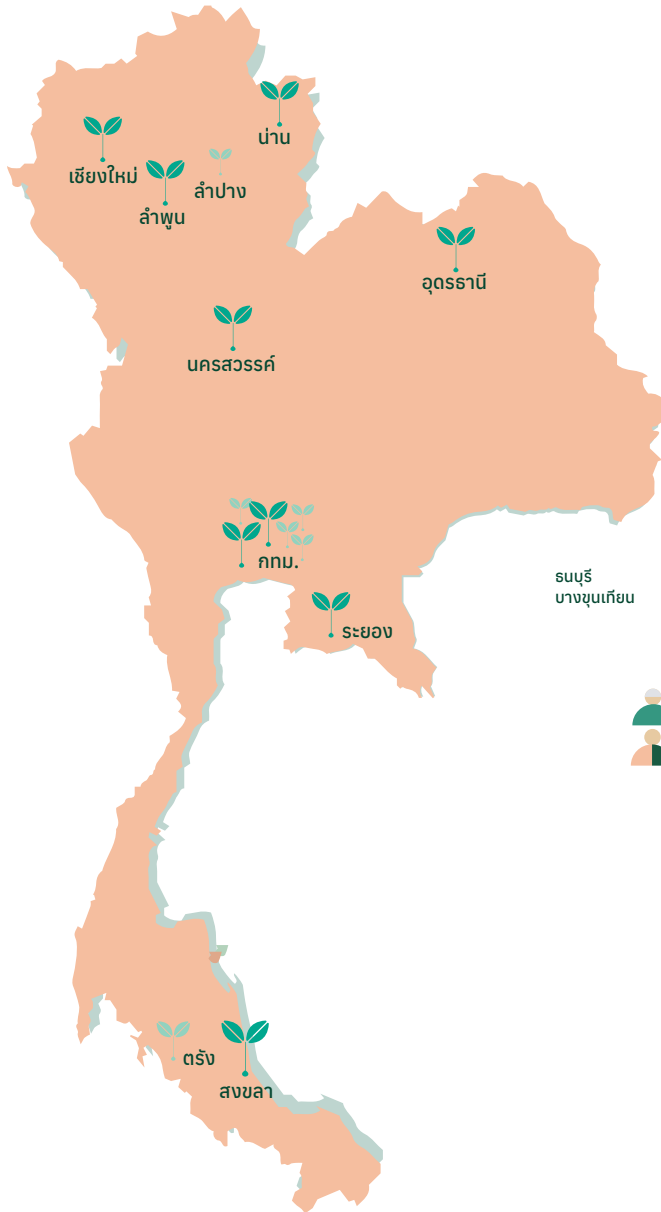 น่าน
เชียงใหม่
ลำปาง
ลำพูน
อุดรธานี
นครสวรรค์
กทม.
ธนบุรี
บางขุนเทียน
ระยอง
ตรัง
สงขลา